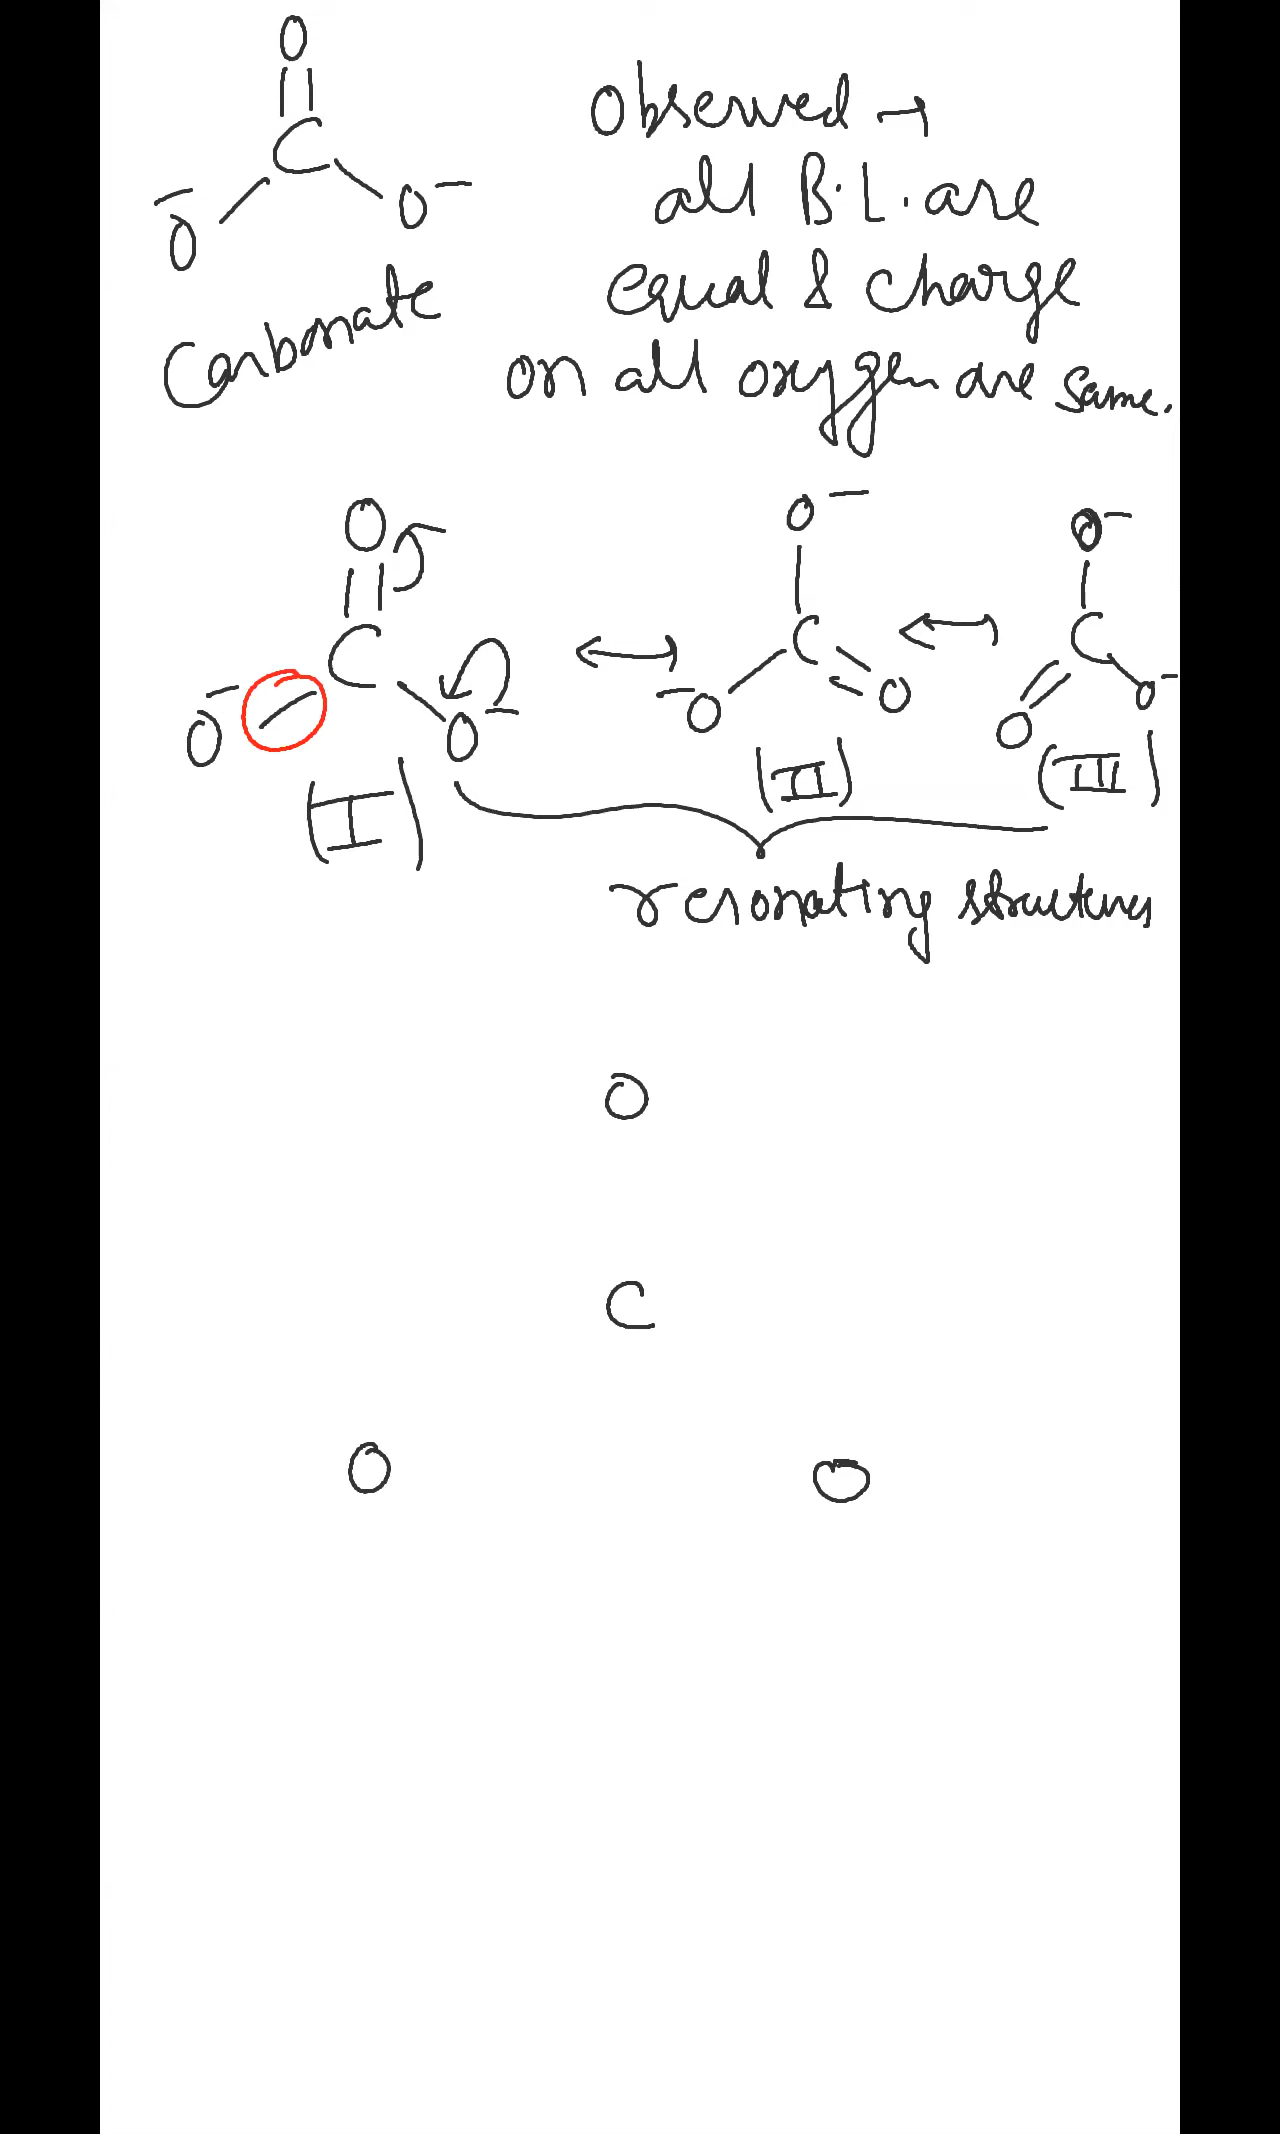 O
C
O⁻ O⁻
Carbonate
Observed →
all B.L. are
equal & charge
on all oxygen are same.
O O⁻ O⁻
C ↔ C ↔ C
O⁻ O⁻ ⁻O O O O⁻
(I) (II) (III)
resonating structures
O
C
O O